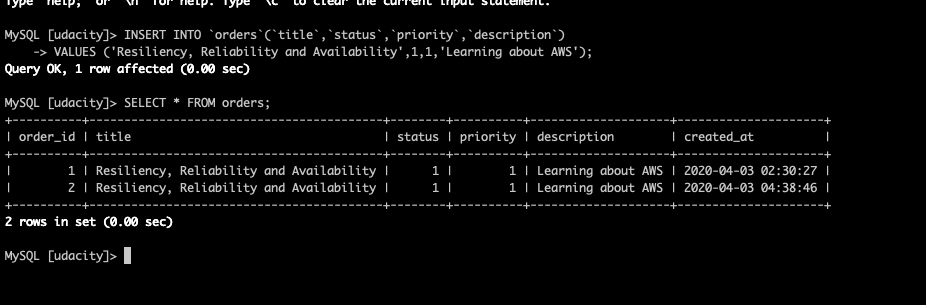 Type 'help;' or '\h' for help. Type '\c' to clear the current input statement.
MySQL [udacity]> INSERT INTO `orders`(`title`,`status`,`priority`,`description`)
    -> VALUES ('Resiliency, Reliability and Availability',1,1,'Learning about AWS');
Query OK, 1 row affected (0.00 sec)
MySQL [udacity]> SELECT * FROM orders;
+----------+------------------------------------------+--------+----------+--------------------+---------------------+
| order_id | title                                    | status | priority | description        | created_at          |
+----------+------------------------------------------+--------+----------+--------------------+---------------------+
|        1 | Resiliency, Reliability and Availability |      1 |        1 | Learning about AWS | 2020-04-03 02:30:27 |
|        2 | Resiliency, Reliability and Availability |      1 |        1 | Learning about AWS | 2020-04-03 04:38:46 |
+----------+------------------------------------------+--------+----------+--------------------+---------------------+
2 rows in set (0.00 sec)
MySQL [udacity]>